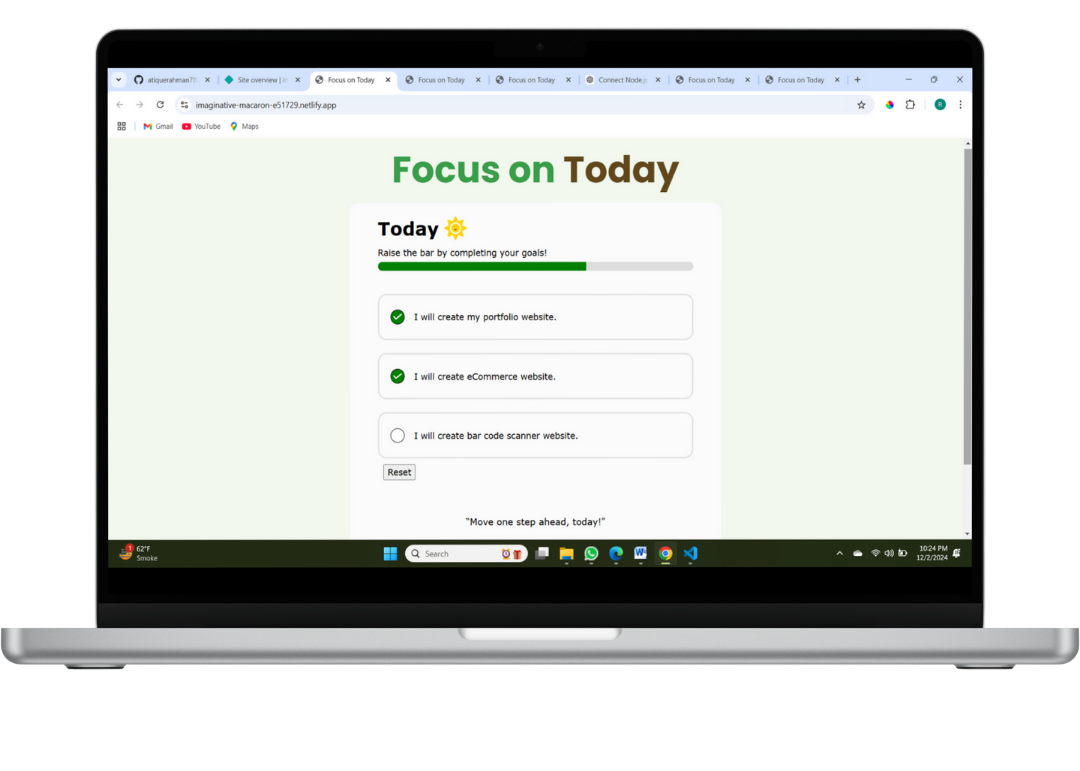 atiquerahman77
Site overview | i
Focus on Today
Focus on Today
Focus on Today
Connect Node.j
Focus on Today
Focus on Today
imaginative-macaron-e51729.netlify.app
R
Gmail
YouTube
Maps
Focus on Today
Today
Raise the bar by completing your goals!
I will create my portfolio website.
I will create eCommerce website.
I will create bar code scanner website.
Reset
“Move one step ahead, today!”
1
62°F
Smoke
Search
W
10:24 PM
12/2/2024